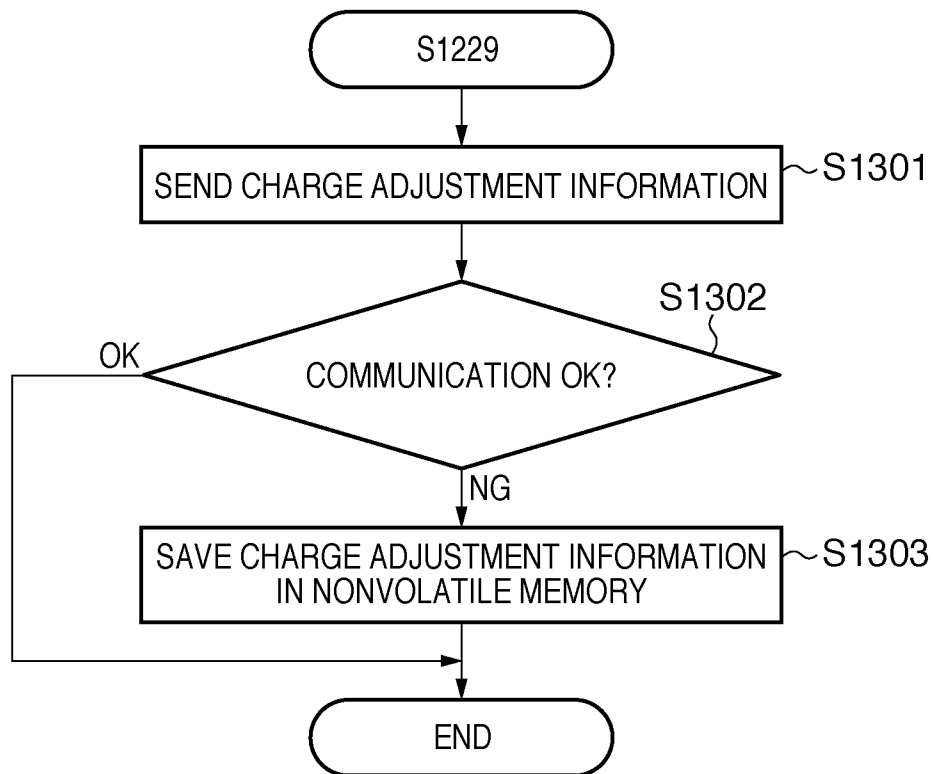 S1229
SEND CHARGE ADJUSTMENT INFORMATION
S1301
S1302
OK
COMMUNICATION OK?
NG
SAVE CHARGE ADJUSTMENT INFORMATION
IN NONVOLATILE MEMORY
S1303
END